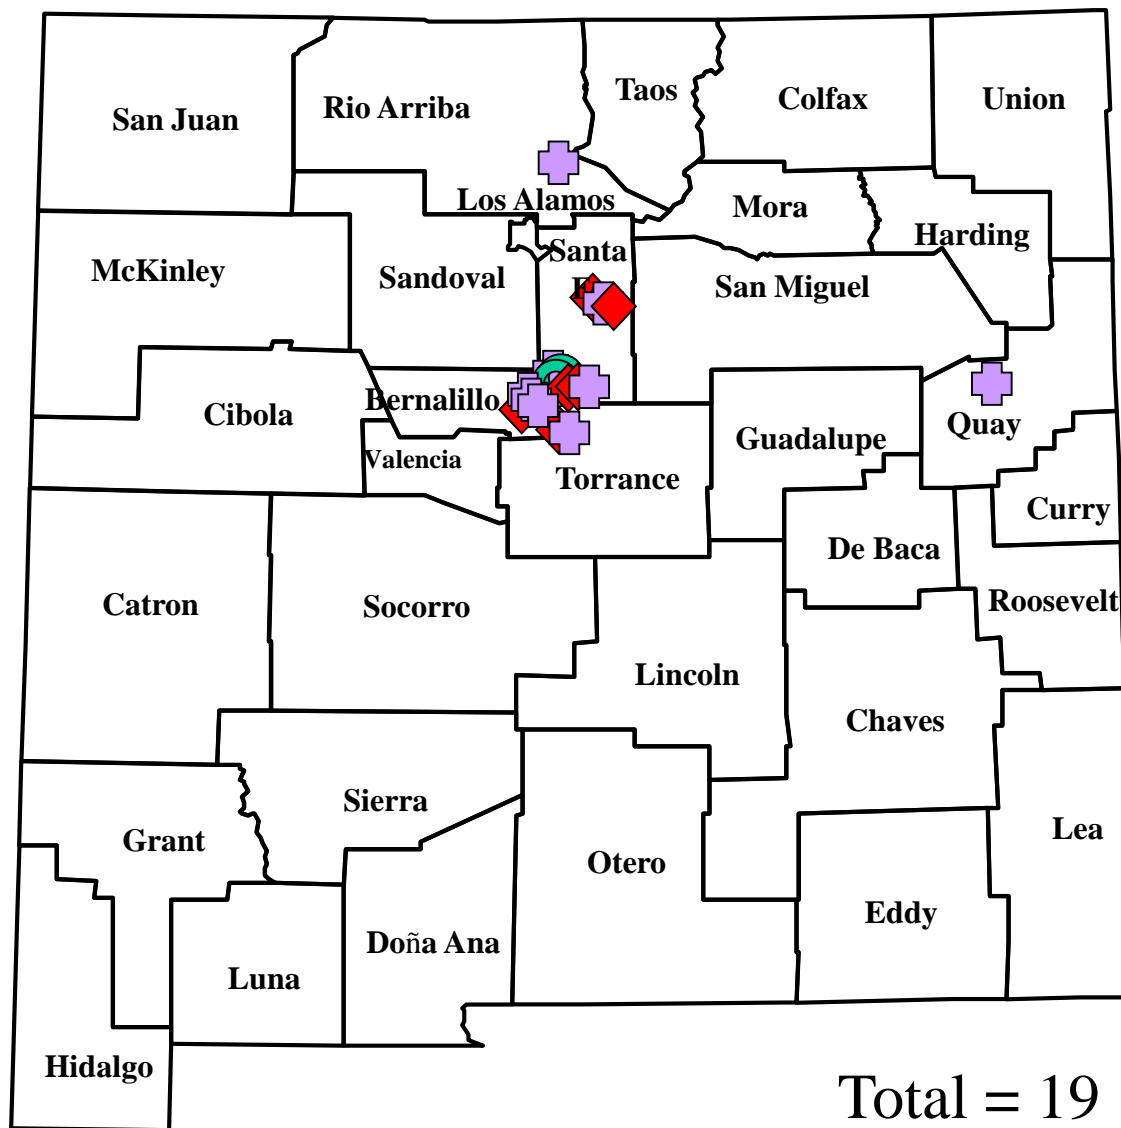 Taos
Colfax
Union
San Juan
Rio Arriba
Los Alamos
Mora
Harding
Santa
McKinley
Sandoval
San Miguel
Bernalillo
Cibola
Quay
Guadalupe
Valencia
Torrance
Curry
De Baca
Catron
Socorro
Roosevelt
Lincoln
Chaves
Sierra
Grant
Lea
Otero
Eddy
Doña Ana
Luna
Hidalgo
Total = 19